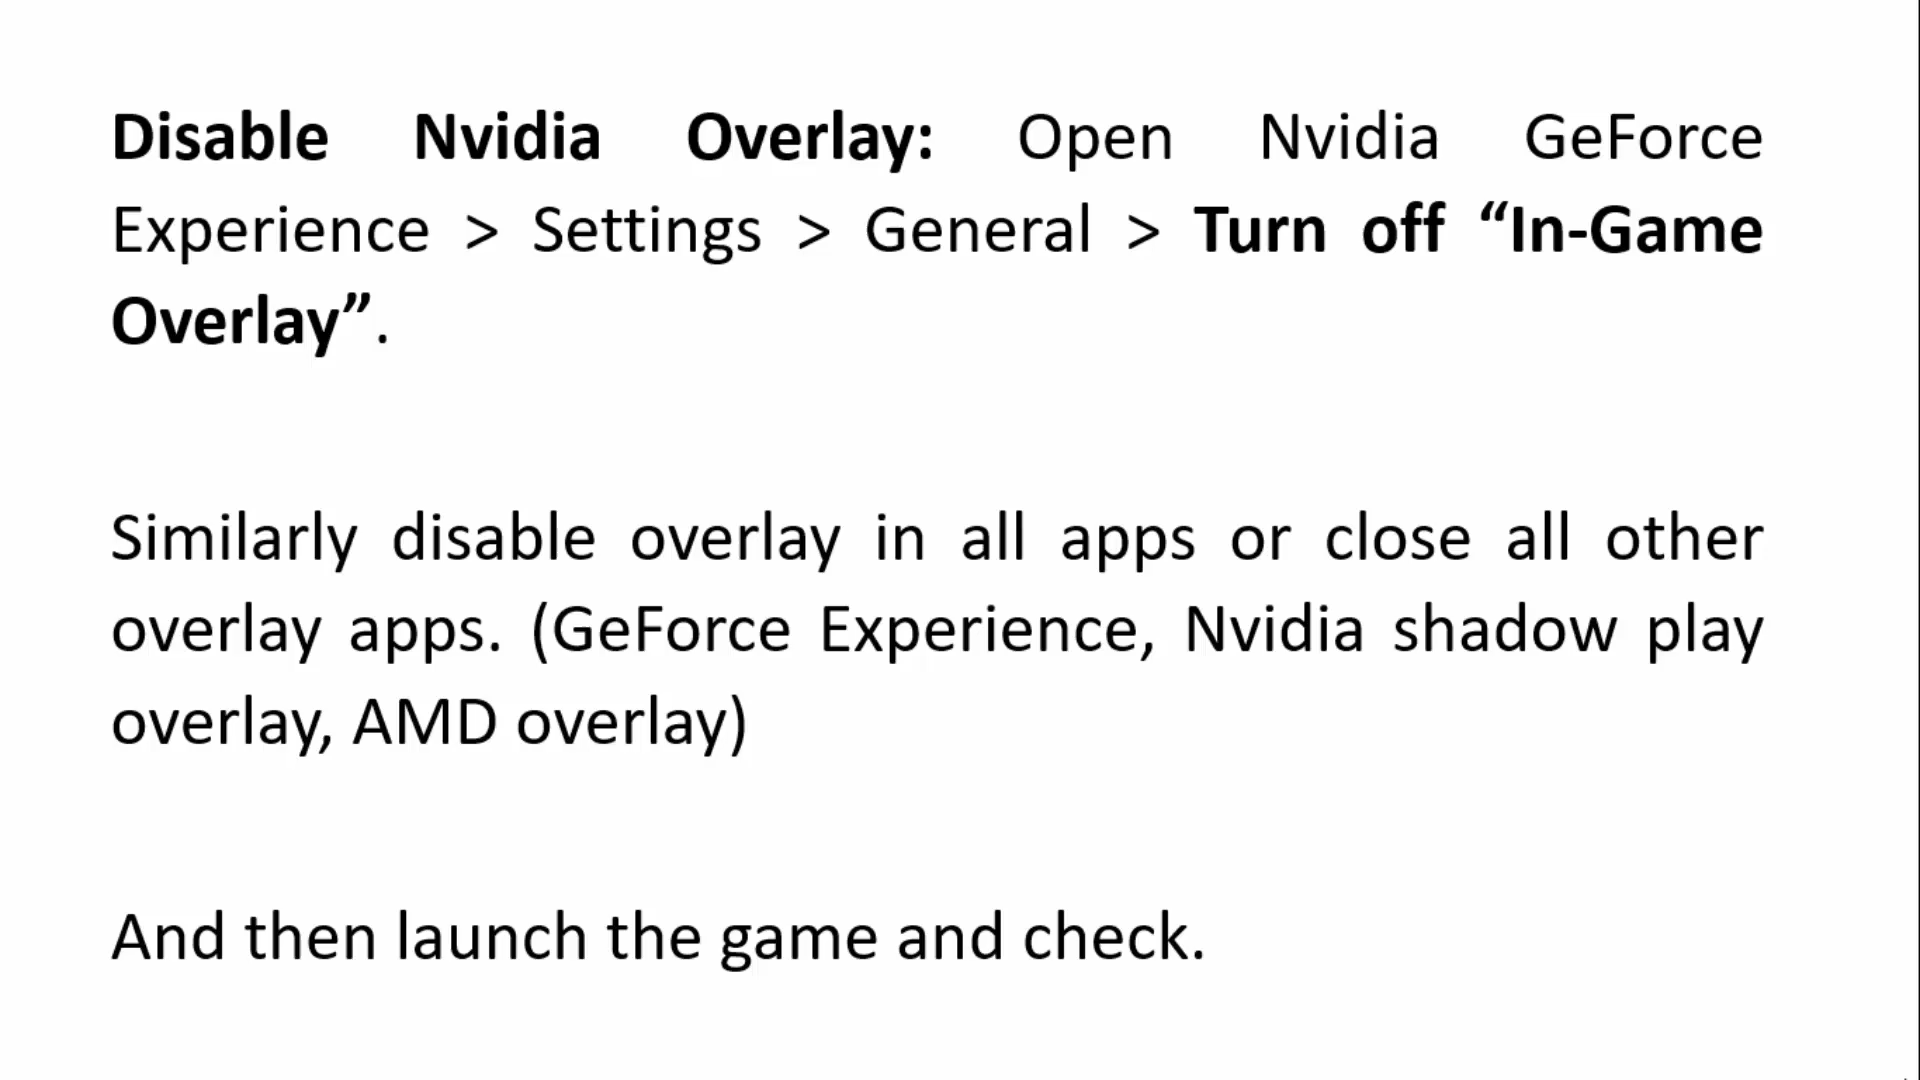 Disable Nvidia Overlay: Open Nvidia GeForce
Experience > Settings > General > Turn off “In-Game
Overlay”.
Similarly disable overlay in all apps or close all other
overlay apps. (GeForce Experience, Nvidia shadow play
overlay, AMD overlay)
And then launch the game and check.